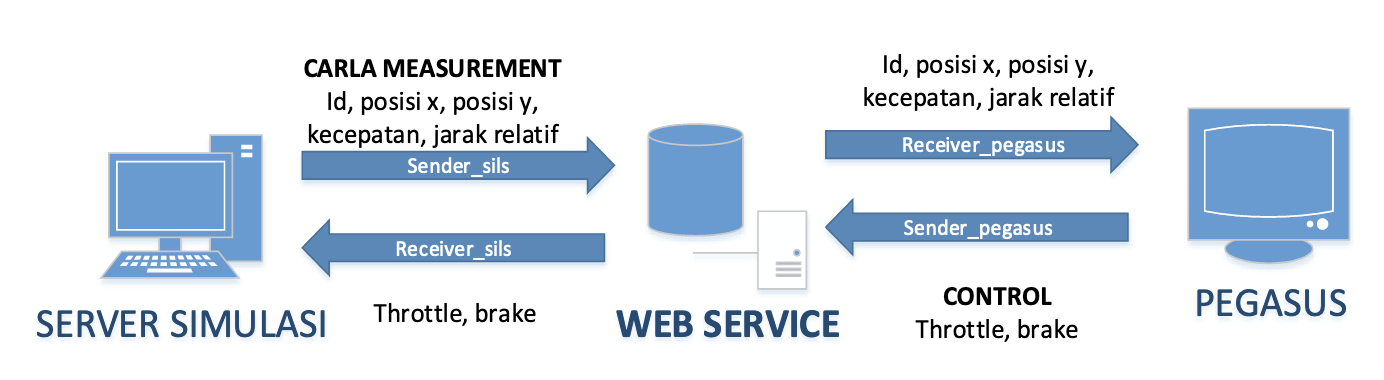 CARLA MEASUREMENT
Id, posisi x, posisi y,
kecepatan, jarak relatif
Sender_sils
Receiver_sils
Throttle, brake
SERVER SIMULASI
WEB SERVICE
Id, posisi x, posisi y,
kecepatan, jarak relatif
Receiver_pegasus
Sender_pegasus
CONTROL
Throttle, brake
PEGASUS